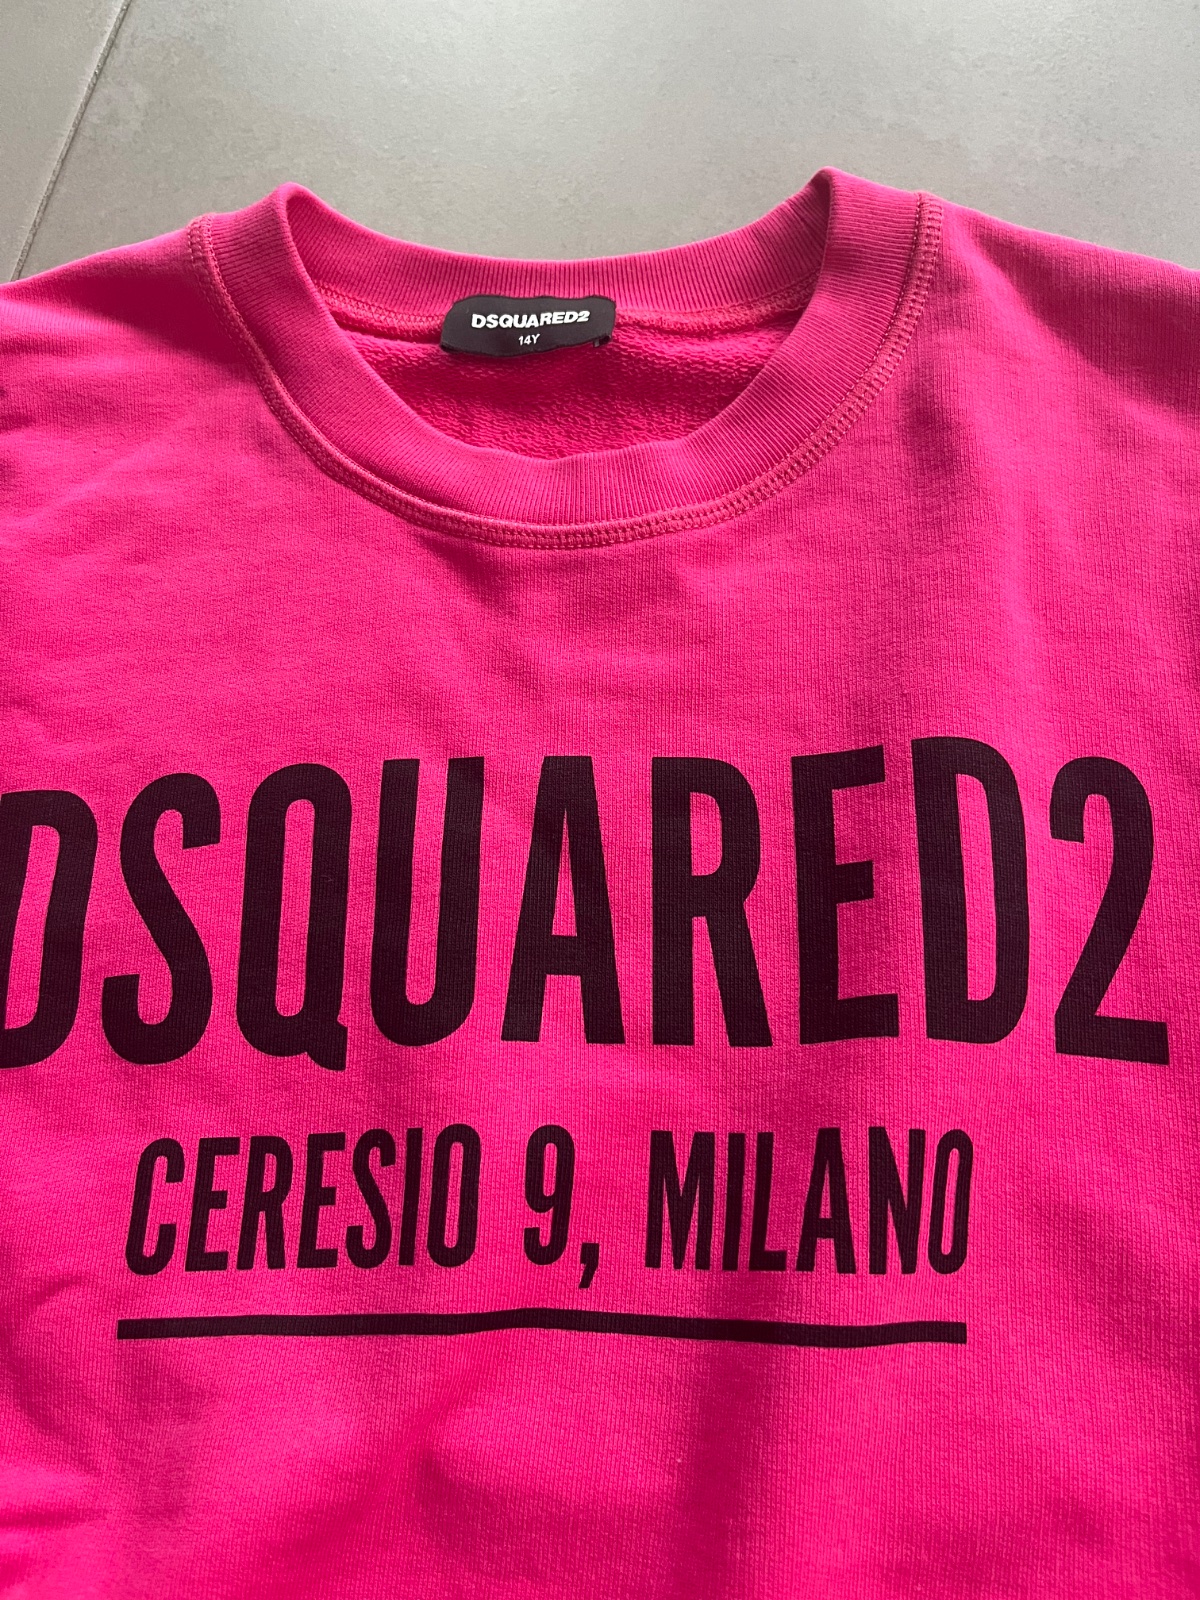 DSQUARED2
14Y
DSQUARED2
CERESIO 9, MILANO